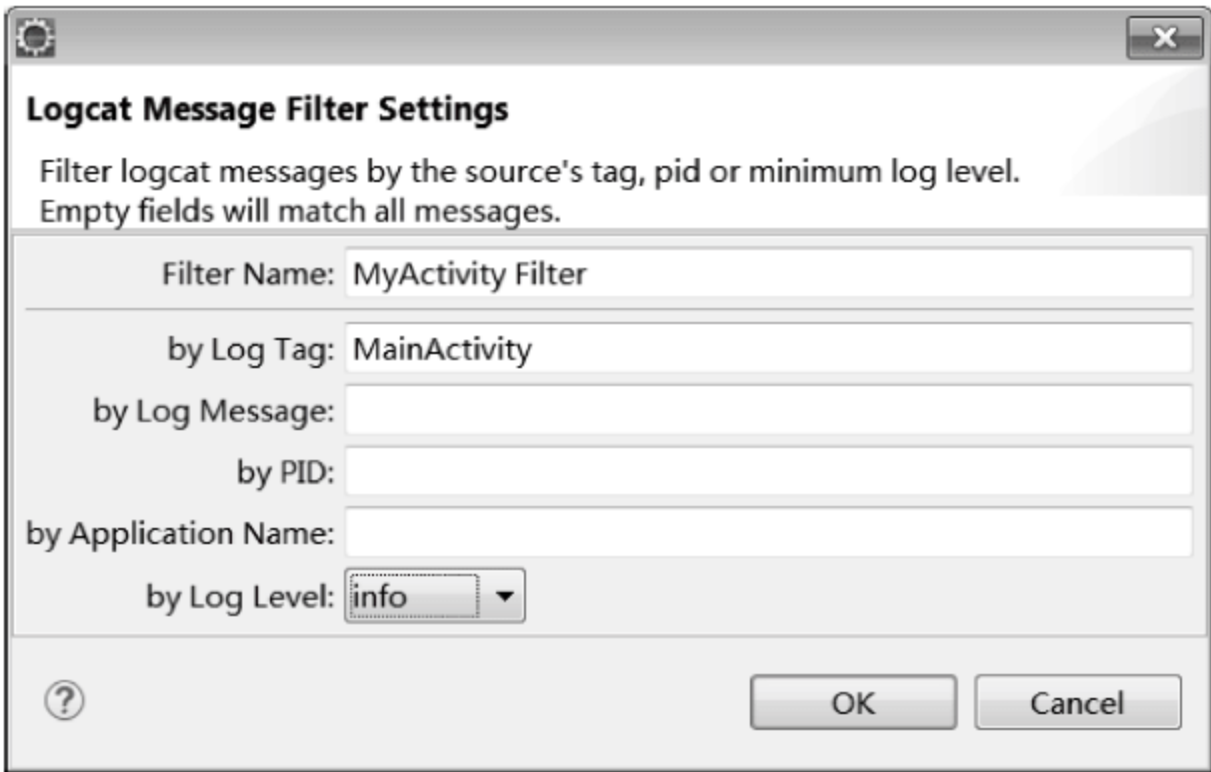 Logcat Message Filter Settings
Filter logcat messages by the source's tag, pid or minimum log level.
Empty fields will match all messages.
Filter Name: MyActivity Filter
by Log Tag: MainActivity
by Log Message:
by PID:
by Application Name:
by Log Level: info
? OK Cancel